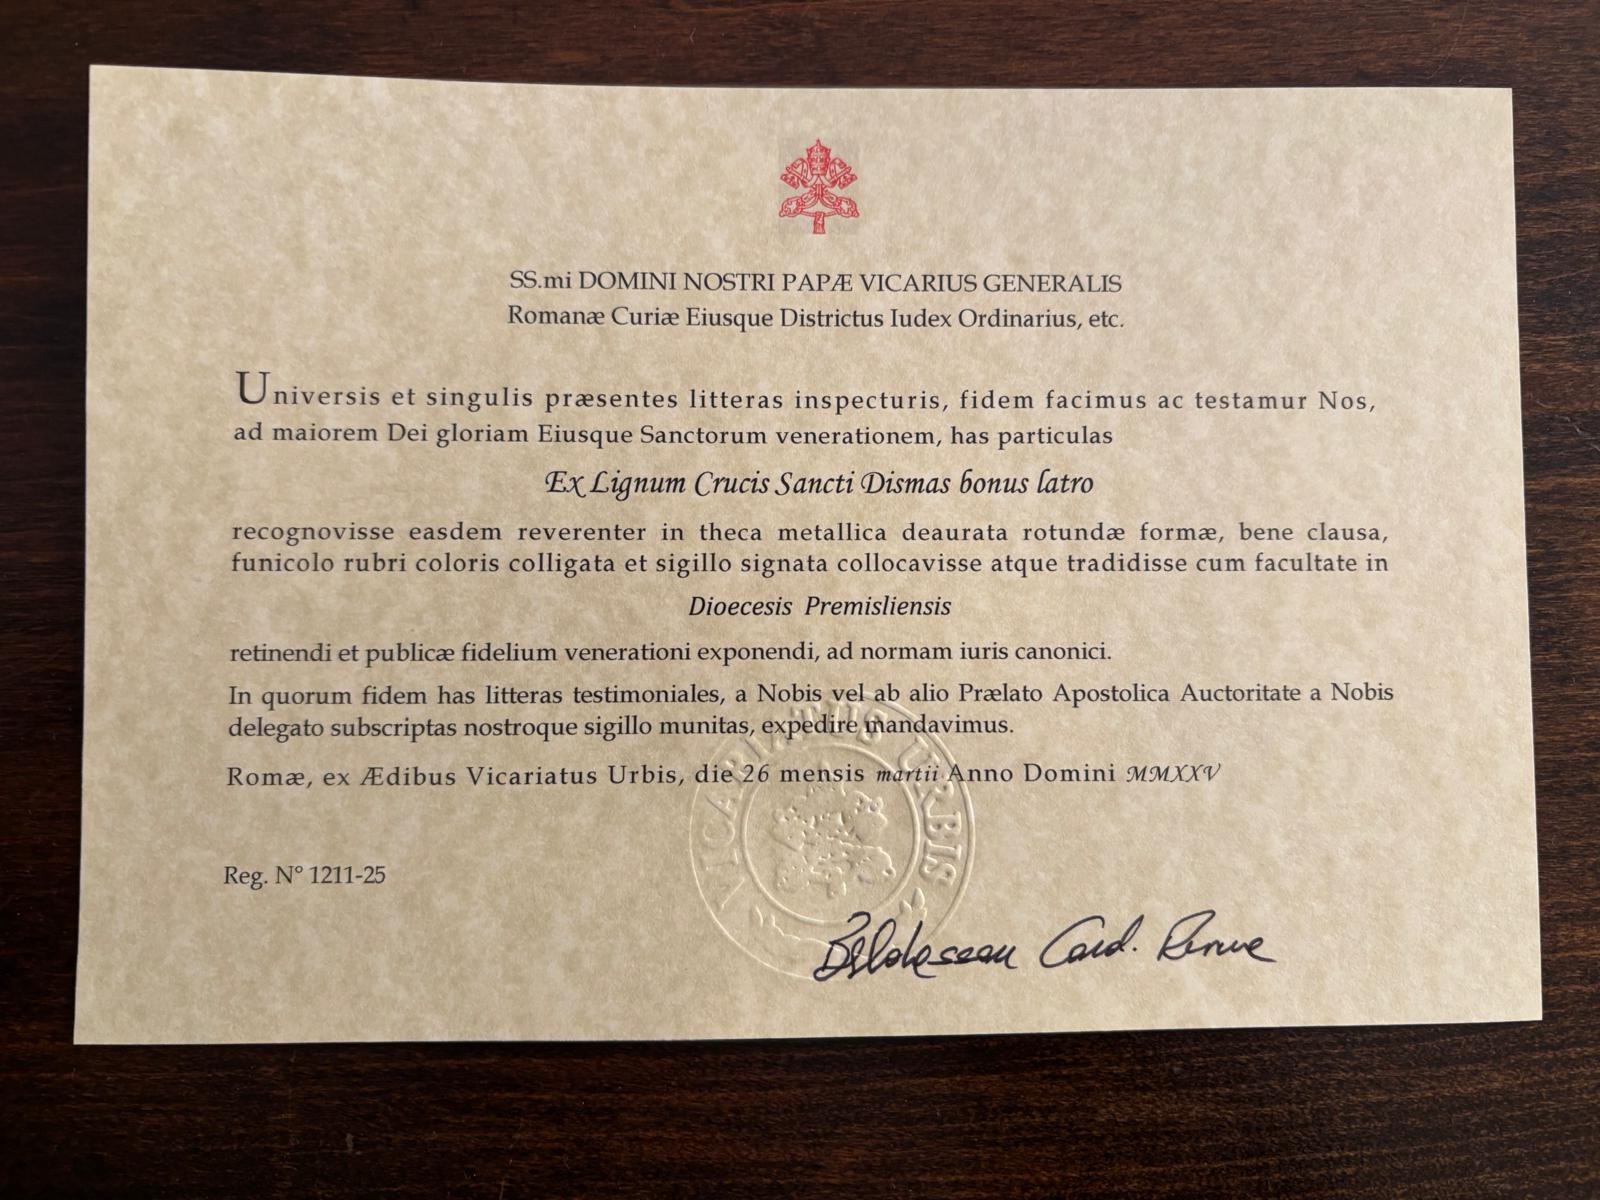 SS.mi DOMINI NOSTRI PAPÆ VICARIUS GENERALIS
Romanæ Curiæ Eiusque Districtus Iudex Ordinarius, etc.
Universis et singulis præsentes litteras inspecturis, fidem facimus ac testamur Nos,
ad maiorem Dei gloriam Eiusque Sanctorum venerationem, has particulas
Ex Lignum Crucis Sancti Dismas bonus latro
recognovisse easdem reverenter in theca metallica deaurata rotundæ formæ, bene clausa,
funicolo rubri coloris colligata et sigillo signata collocavisse atque tradidisse cum facultate in
Dioecesis Premisliensis
retinendi et publicæ fidelium venerationi exponendi, ad normam iuris canonici.
In quorum fidem has litteras testimoniales, a Nobis vel ab alio Prælato Apostolica Auctoritate a Nobis
delegato subscriptas nostroque sigillo munitas, expedire mandavimus.
Romæ, ex Ædibus Vicariatus Urbis, die 26 mensis martii Anno Domini MMXXV
VICARIATUS URBIS
Reg. N° 1211-25
Card.